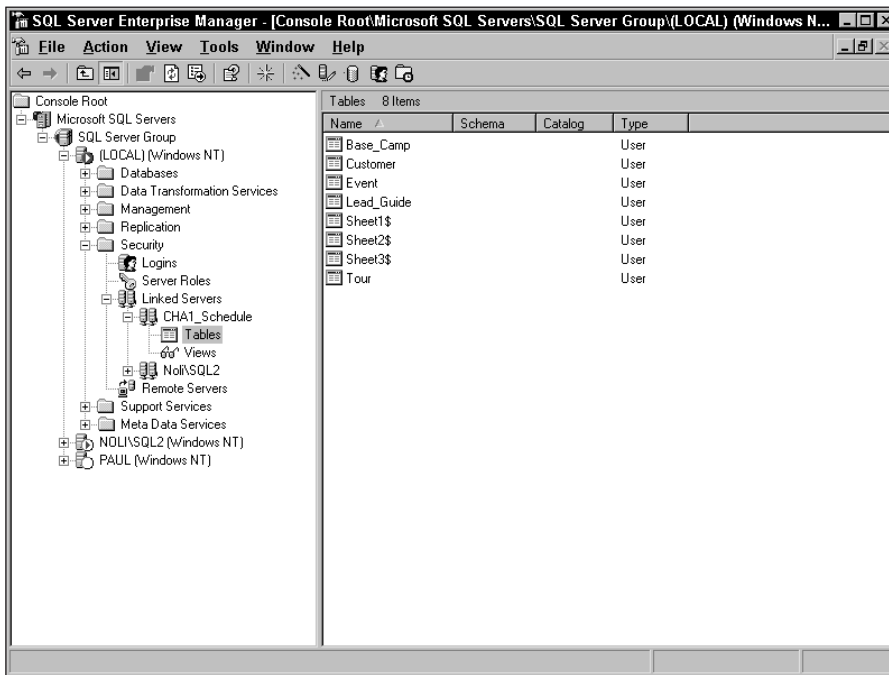 SQL Server Enterprise Manager - [Console Root\Microsoft SQL Servers\SQL Server Group\(LOCAL) (Windows N...
File Action View Tools Window Help
Console Root
Microsoft SQL Servers
SQL Server Group
(LOCAL) (Windows NT)
Databases
Data Transformation Services
Management
Replication
Security
Logins
Server Roles
Linked Servers
CHA1_Schedule
Tables
Views
Noli\SQL2
Remote Servers
Support Services
Meta Data Services
NOLI\SQL2 (Windows NT)
PAUL (Windows NT)
Tables 8 Items
Name Schema Catalog Type
Base_Camp User
Customer User
Event User
Lead_Guide User
Sheet1$ User
Sheet2$ User
Sheet3$ User
Tour User